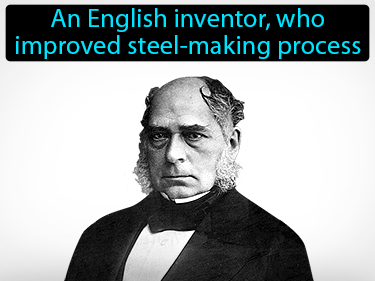 An English inventor, who
improved steel-making process